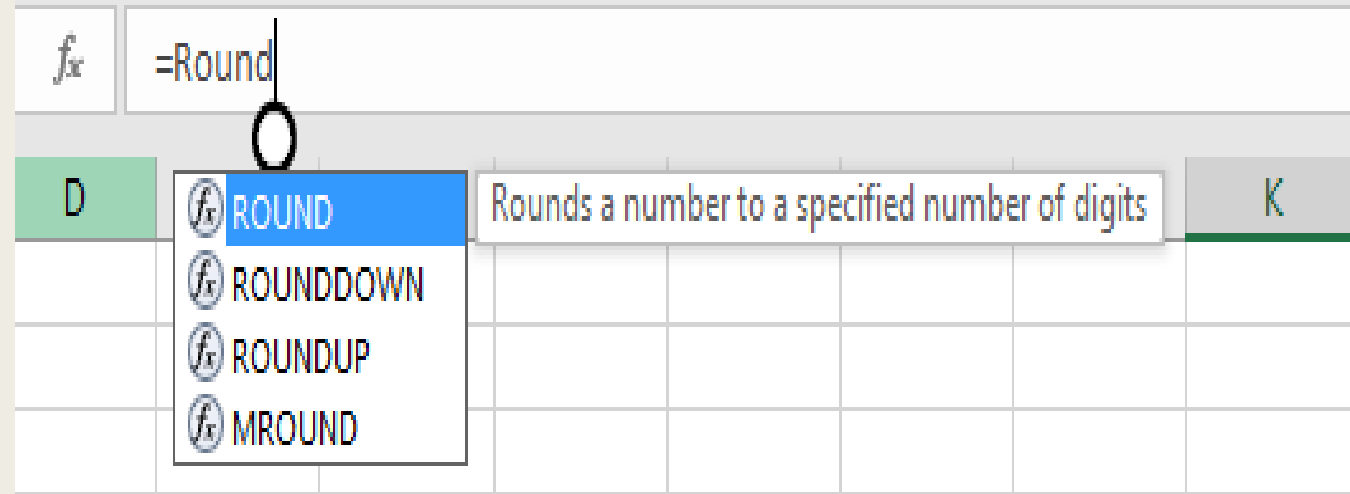 fx =Round
D K
ROUND Rounds a number to a specified number of digits
ROUNDDOWN
ROUNDUP
MROUND